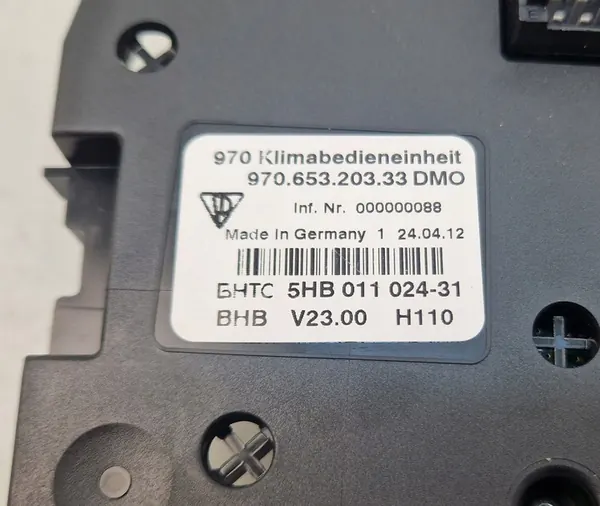 970 Klimabedieneinheit
970.653.203.33 DMO
Inf. Nr. 000000088
Made in Germany 1 24.04.12
БHTC 5HB 011 024-31
BHB V23.00 H110